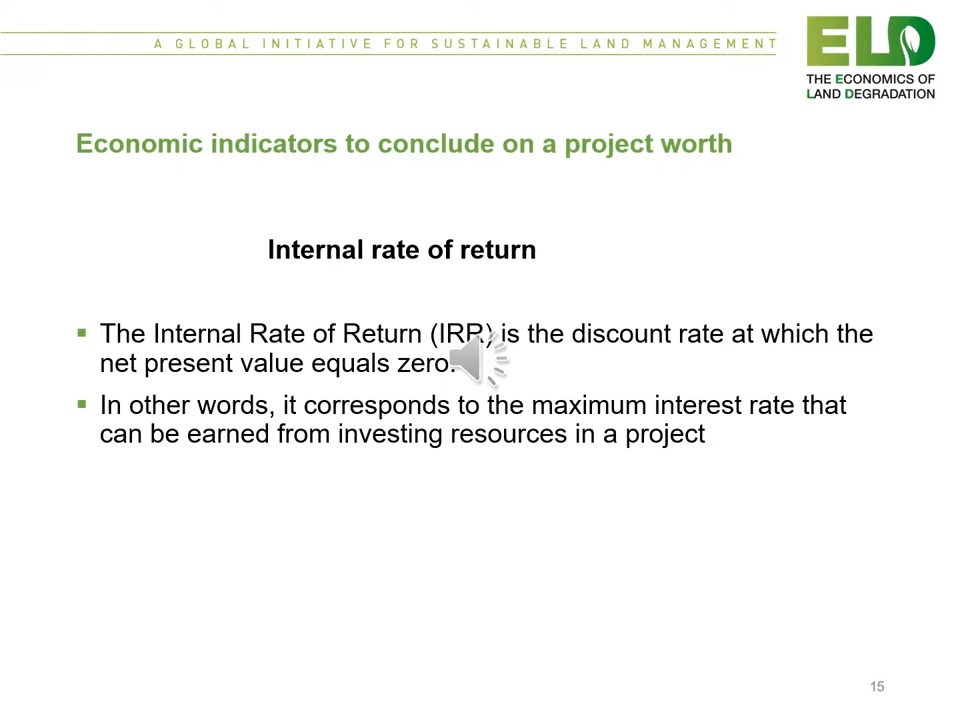 A GLOBAL INITIATIVE FOR SUSTAINABLE LAND MANAGEMENT
ELD
THE ECONOMICS OF
LAND DEGRADATION
Economic indicators to conclude on a project worth
Internal rate of return
▪ The Internal Rate of Return (IRR) is the discount rate at which the
net present value equals zero.
▪ In other words, it corresponds to the maximum interest rate that
can be earned from investing resources in a project
15